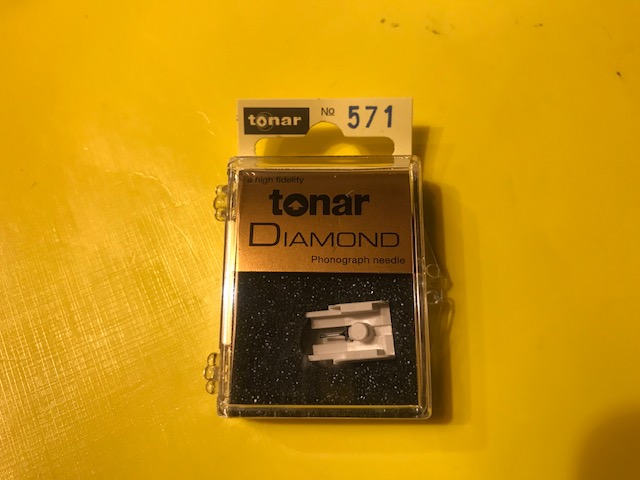 tonar No 571
a high fidelity
tonar
DIAMOND
Phonograph needle